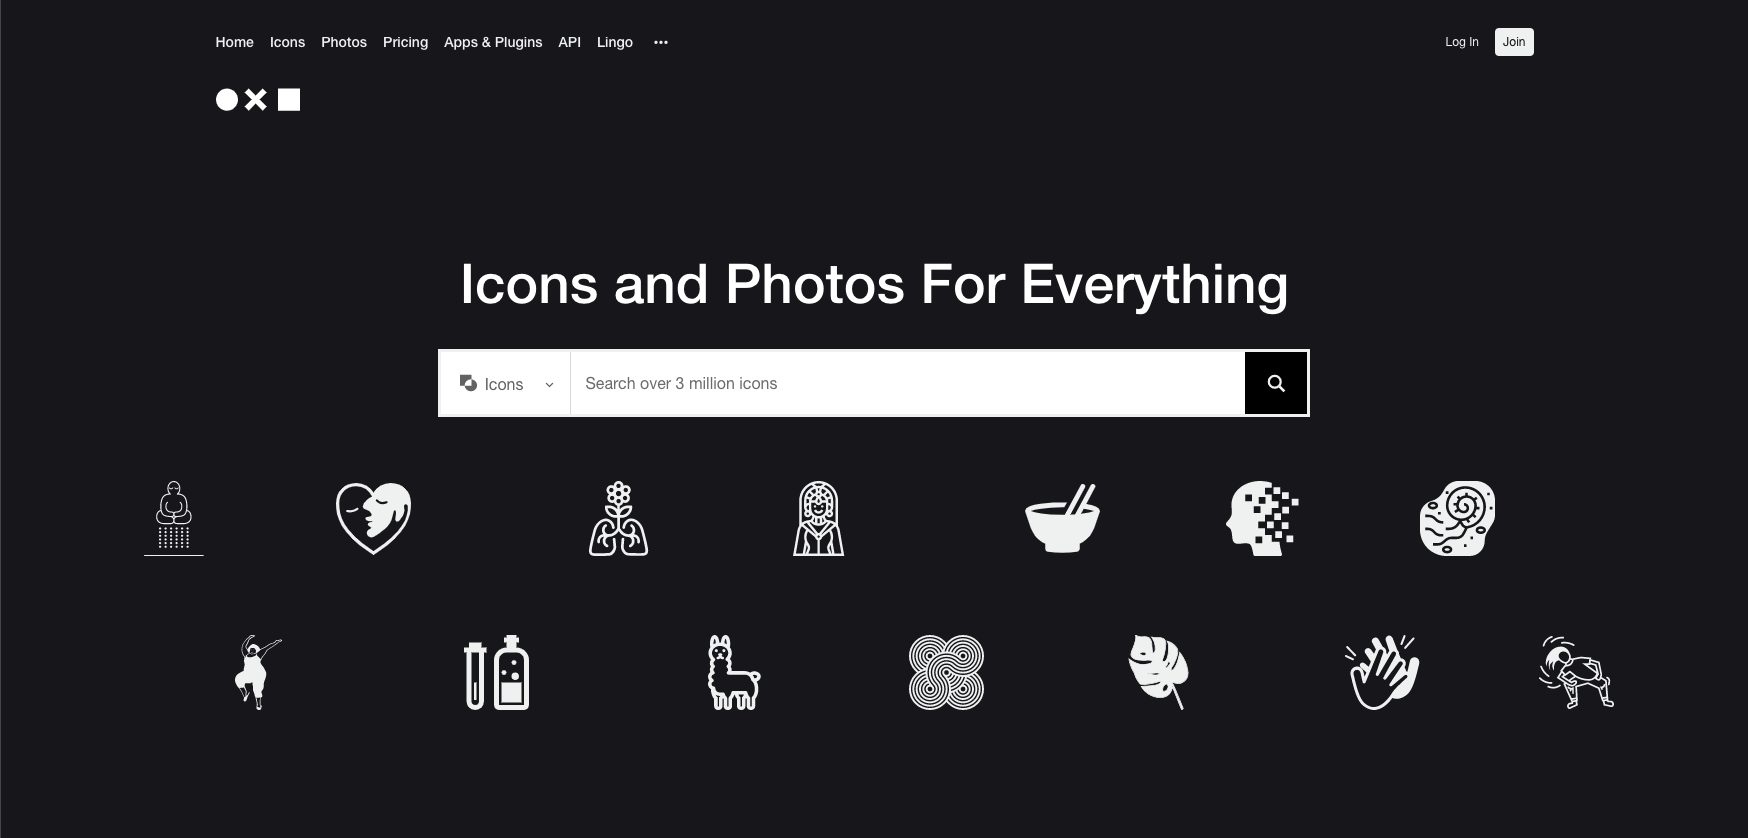 Home Icons Photos Pricing Apps & Plugins API Lingo ••• Log In Join
Icons and Photos For Everything
Icons Search over 3 million icons